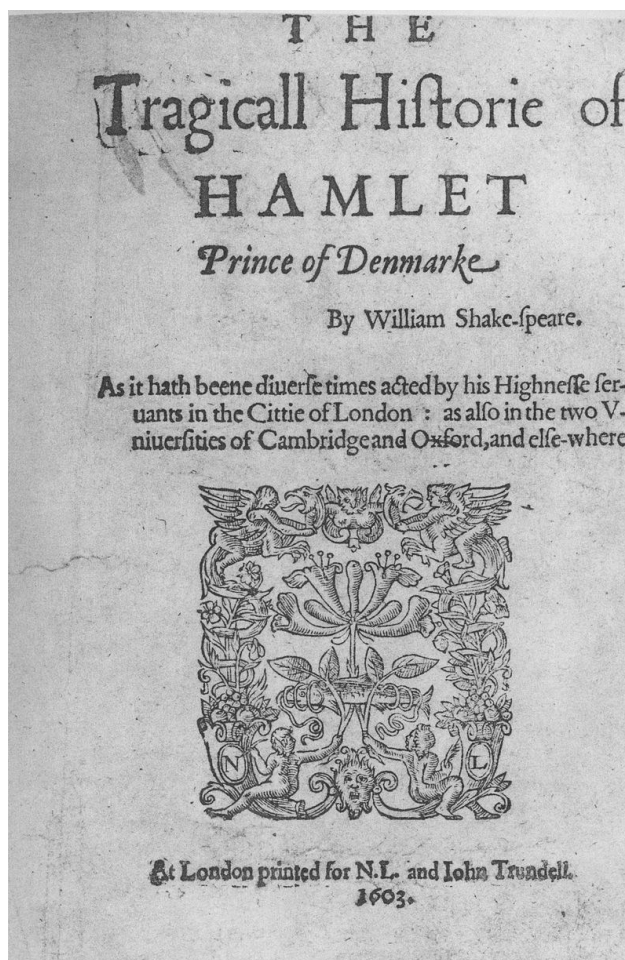 THE
Tragicall Hiſtorie of
HAMLET
Prince of Denmarke
By William Shake-ſpeare.
As it hath beene diuerſe times acted by his Highneſſe ſer-
uants in the Cittie of London : as alſo in the two V-
niuerſities of Cambridge and Oxford, and elſe-where
N L
At London printed for N.L. and Iohn Trundell.
1603.